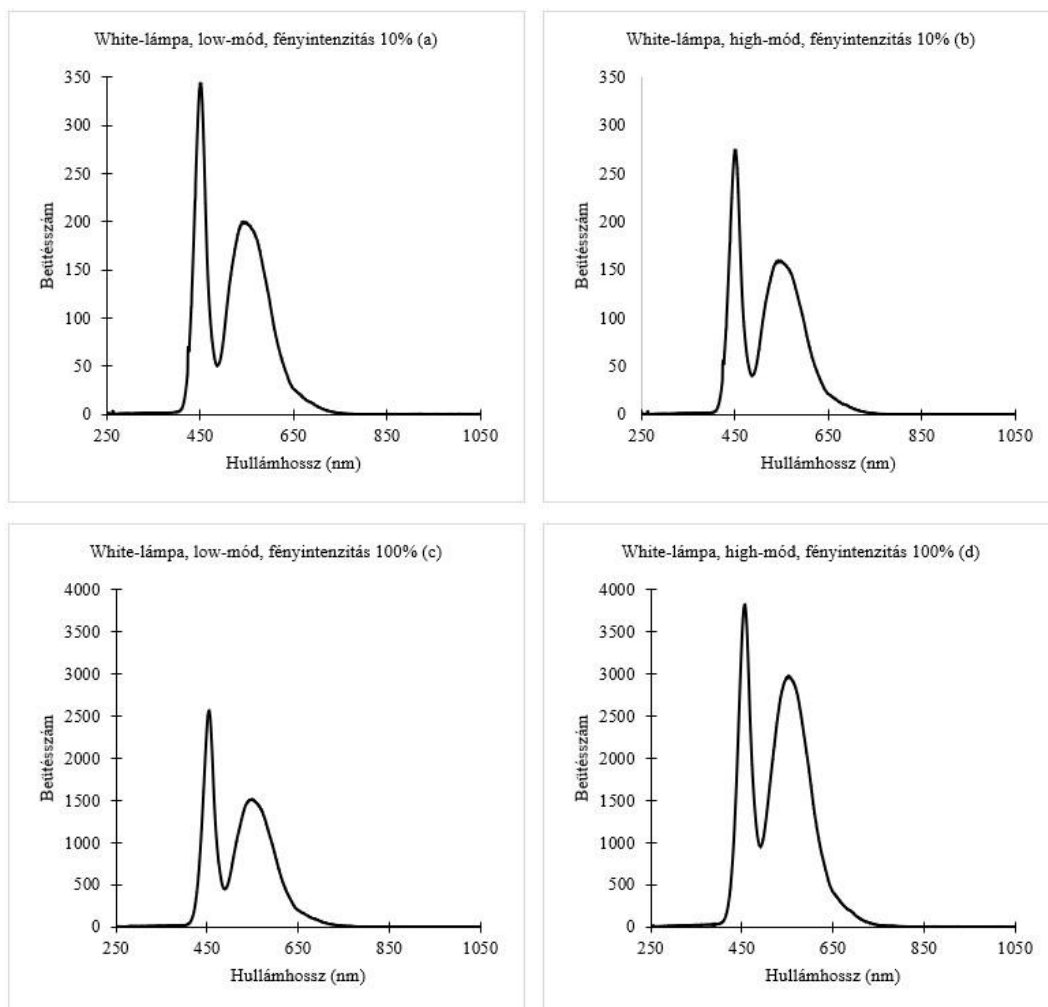 White-lámpa, low-mód, fényintenzitás 10% (a)
350
300
250
200
150
100
50
0
Beütésszám
250 450 650 850 1050
Hullámhossz (nm)
White-lámpa, high-mód, fényintenzitás 10% (b)
350
300
250
200
150
100
50
0
Beütésszám
250 450 650 850 1050
Hullámhossz (nm)
White-lámpa, low-mód, fényintenzitás 100% (c)
4000
3500
3000
2500
2000
1500
1000
500
0
Beütésszám
250 450 650 850 1050
Hullámhossz (nm)
White-lámpa, high-mód, fényintenzitás 100% (d)
4000
3500
3000
2500
2000
1500
1000
500
0
Beütésszám
250 450 650 850 1050
Hullámhossz (nm)